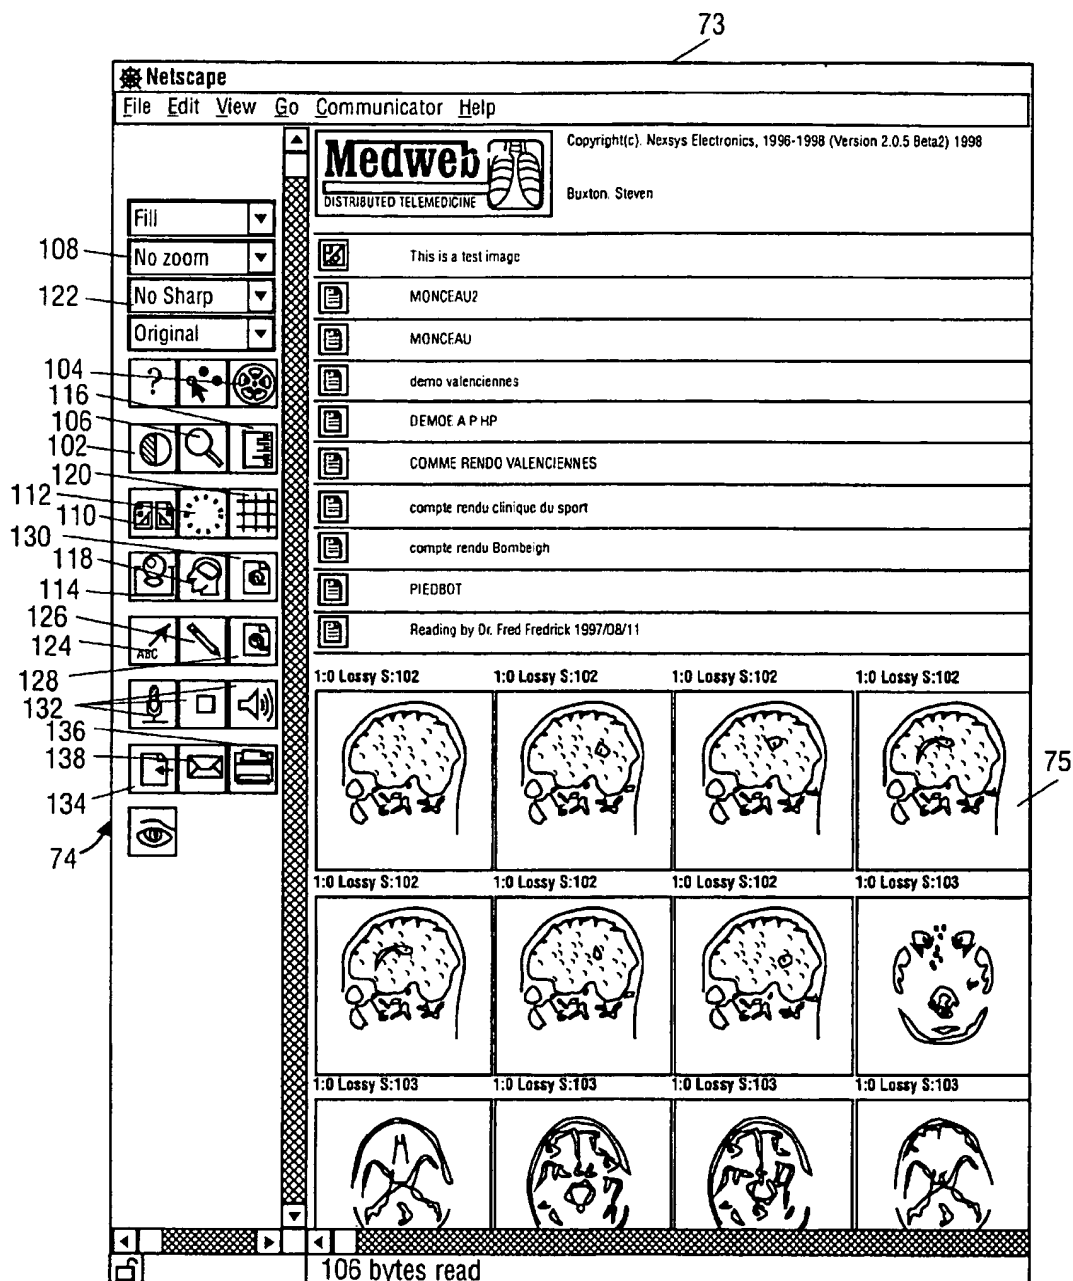 73
Netscape
File Edit View Go Communicator Help
Medweb
DISTRIBUTED TELEMEDICINE
Copyright(c). Nexsys Electronics, 1996-1998 (Version 2.0.5 Beta2) 1998
Buxton. Steven
Fill
108 No zoom
122 No Sharp
Original
This is a test image
MONCEAU2
MONCEAU
demo valenciennes
DEMOE A P HP
COMME RENDO VALENCIENNES
compte rendu clinique du sport
compte rendu Bombeigh
PIEDBOT
Reading by Dr. Fred Fredrick 1997/08/11
104
?
116
106
102
120
112
110
130
118
114
126
124
ABC
128
132
136
138
134
74
1:0 Lossy S:102 1:0 Lossy S:102 1:0 Lossy S:102 1:0 Lossy S:102
75
1:0 Lossy S:102 1:0 Lossy S:102 1:0 Lossy S:102 1:0 Lossy S:103
1:0 Lossy S:103 1:0 Lossy S:103 1:0 Lossy S:103 1:0 Lossy S:103
106 bytes read